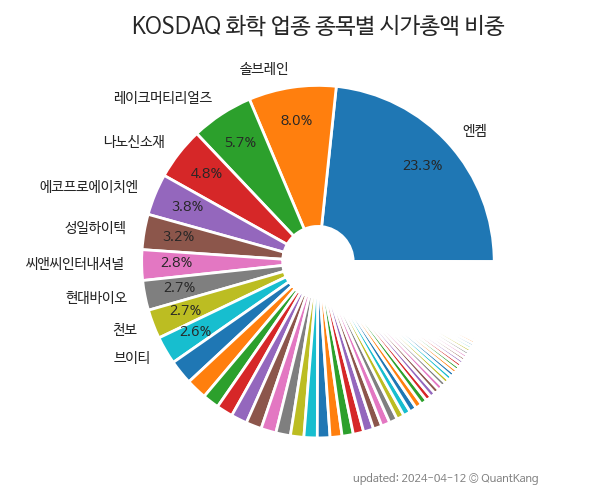 KOSDAQ 화학 업종 종목별 시가총액 비중
솔브레인
레이크머티리얼즈
엔켐
8.0%
나노신소재
5.7%
23.3%
4.8%
에코프로에이치엔
3.8%
성일하이텍
3.2%
씨앤씨인터내셔널
2.8%
현대바이오
2.7%
2.7%
천보
2.6%
브이티
updated: 2024-04-12 © QuantKang